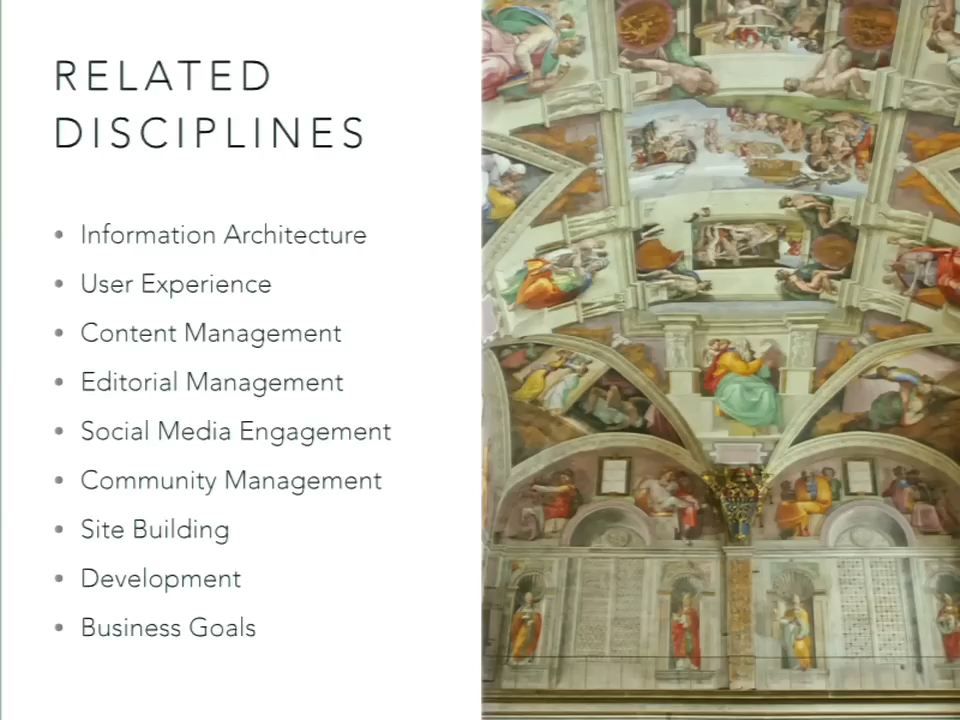 RELATED
DISCIPLINES
• Information Architecture
• User Experience
• Content Management
• Editorial Management
• Social Media Engagement
• Community Management
• Site Building
• Development
• Business Goals